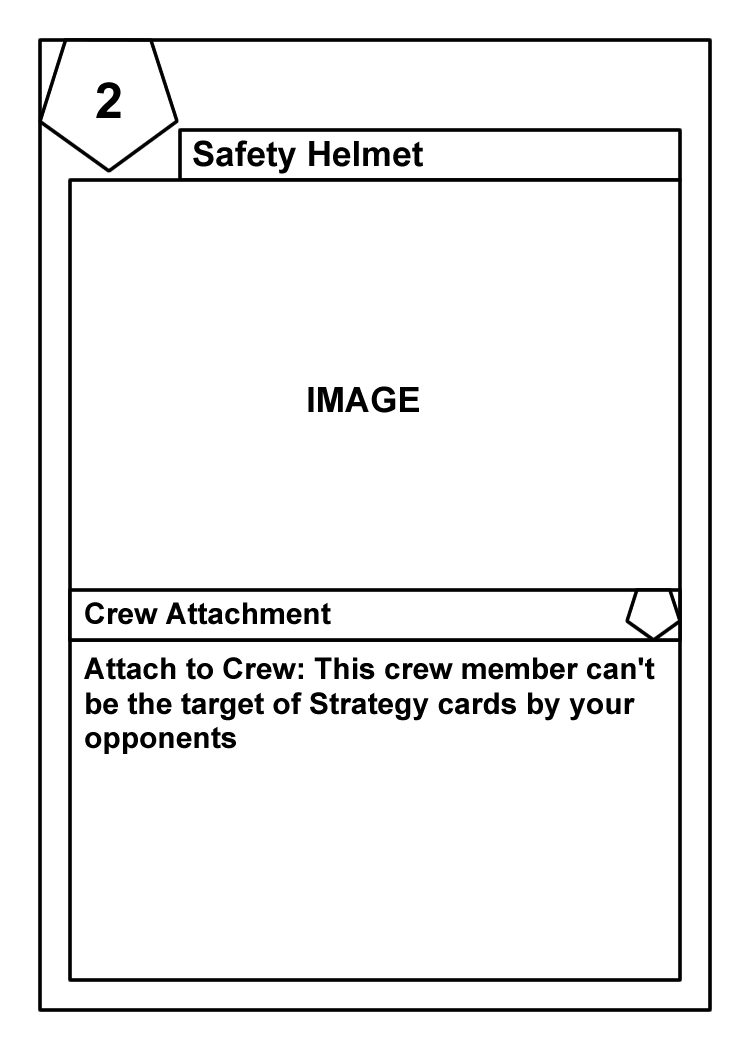 2
Safety Helmet
IMAGE
Crew Attachment
Attach to Crew: This crew member can't
be the target of Strategy cards by your
opponents